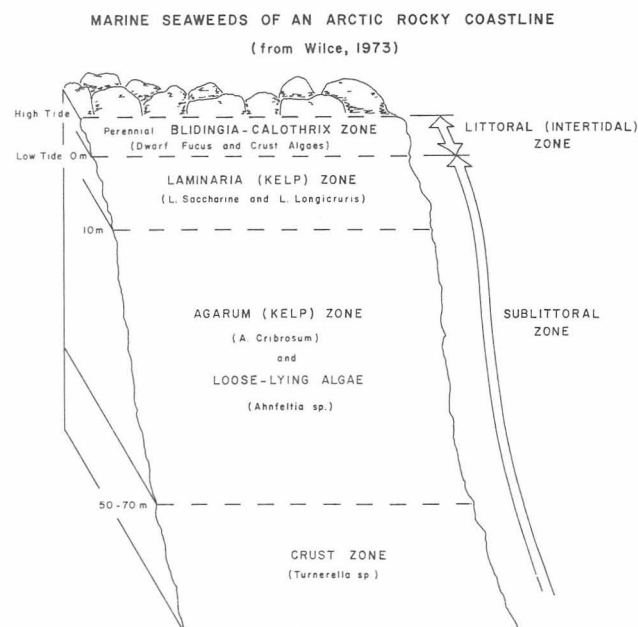 MARINE SEAWEEDS OF AN ARCTIC ROCKY COASTLINE
(from Wilce, 1973)
High Tide
Perennial BLIDINGIA-CALOTHRIX ZONE
(Dwarf Fucus and Crust Algaes)
LITTORAL (INTERTIDAL)
ZONE
Low Tide 0m
LAMINARIA (KELP) ZONE
(L. Saccharine and L. Longicruris)
10m
AGARUM (KELP) ZONE
(A. Cribrosum)
and
LOOSE-LYING ALGAE
(Ahnfeltia sp.)
SUBLITTORAL
ZONE
50-70m
CRUST ZONE
(Turnerella sp.)